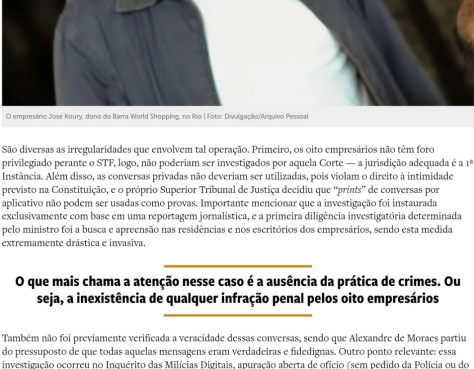 O empresário José Koury, dono do Barra World Shopping, no Rio | Foto: Divulgação/Arquivo Pessoal
São diversas as irregularidades que envolvem tal operação. Primeiro, os oito empresários não têm foro
privilegiado perante o STF, logo, não poderiam ser investigados por aquela Corte — a jurisdição adequada é a 1ª
Instância. Além disso, as conversas privadas não deveriam ser utilizadas, pois violam o direito à intimidade
previsto na Constituição, e o próprio Superior Tribunal de Justiça decidiu que “prints” de conversas por
aplicativo não podem ser usadas como provas. Importante mencionar que a investigação foi instaurada
exclusivamente com base em uma reportagem jornalística, e a primeira diligência investigatória determinada
pelo ministro foi a busca e apreensão nas residências e nos escritórios dos empresários, sendo esta medida
extremamente drástica e invasiva.
O que mais chama a atenção nesse caso é a ausência da prática de crimes. Ou
seja, a inexistência de qualquer infração penal pelos oito empresários
Também não foi previamente verificada a veracidade dessas conversas, sendo que Alexandre de Moraes partiu
do pressuposto de que todas aquelas mensagens eram verdadeiras e fidedignas. Outro ponto relevante: essa
investigação ocorreu no Inquérito das Milícias Digitais, apuração aberta de ofício (sem pedido da Polícia ou do